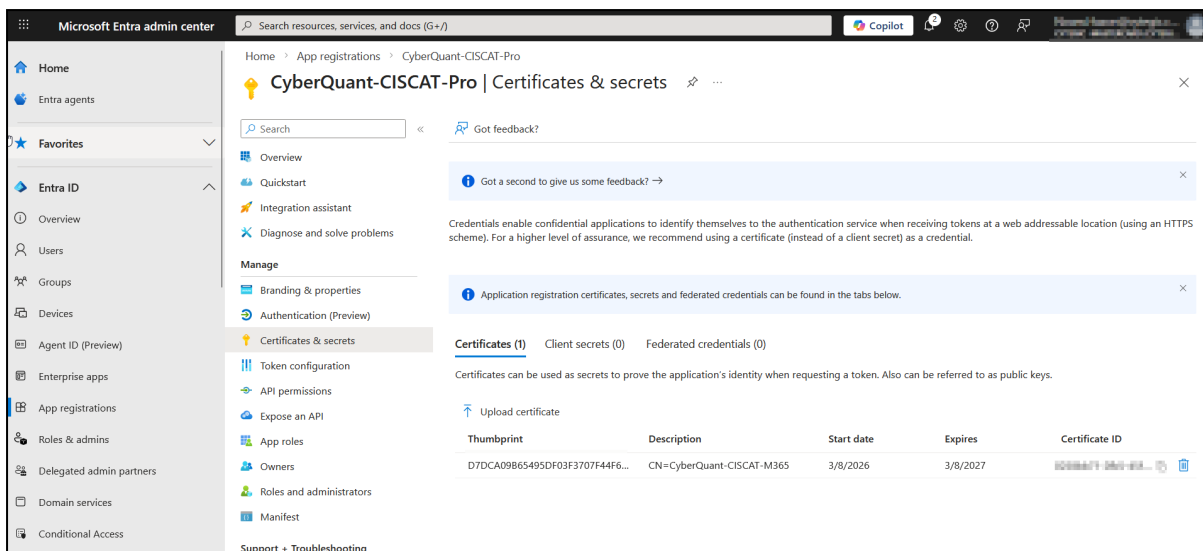 Microsoft Entra admin center
Search resources, services, and docs (G+/)
Copilot
2
Home
Entra agents
Favorites
Entra ID
Overview
Users
Groups
Devices
Agent ID (Preview)
Enterprise apps
App registrations
Roles & admins
Delegated admin partners
Domain services
Conditional Access
Home > App registrations > CyberQuant-CISCAT-Pro
CyberQuant-CISCAT-Pro | Certificates & secrets
Search
Overview
Quickstart
Integration assistant
Diagnose and solve problems
Manage
Branding & properties
Authentication (Preview)
Certificates & secrets
Token configuration
API permissions
Expose an API
App roles
Owners
Roles and administrators
Manifest
Support + Troubleshooting
Got feedback?
Got a second to give us some feedback? →
Credentials enable confidential applications to identify themselves to the authentication service when receiving tokens at a web addressable location (using an HTTPS
scheme). For a higher level of assurance, we recommend using a certificate (instead of a client secret) as a credential.
Application registration certificates, secrets and federated credentials can be found in the tabs below.
Certificates (1) Client secrets (0) Federated credentials (0)
Certificates can be used as secrets to prove the application's identity when requesting a token. Also can be referred to as public keys.
Upload certificate
Thumbprint Description Start date Expires Certificate ID
D7DCA09B65495DF03F3707F44F6... CN=CyberQuant-CISCAT-M365 3/8/2026 3/8/2027